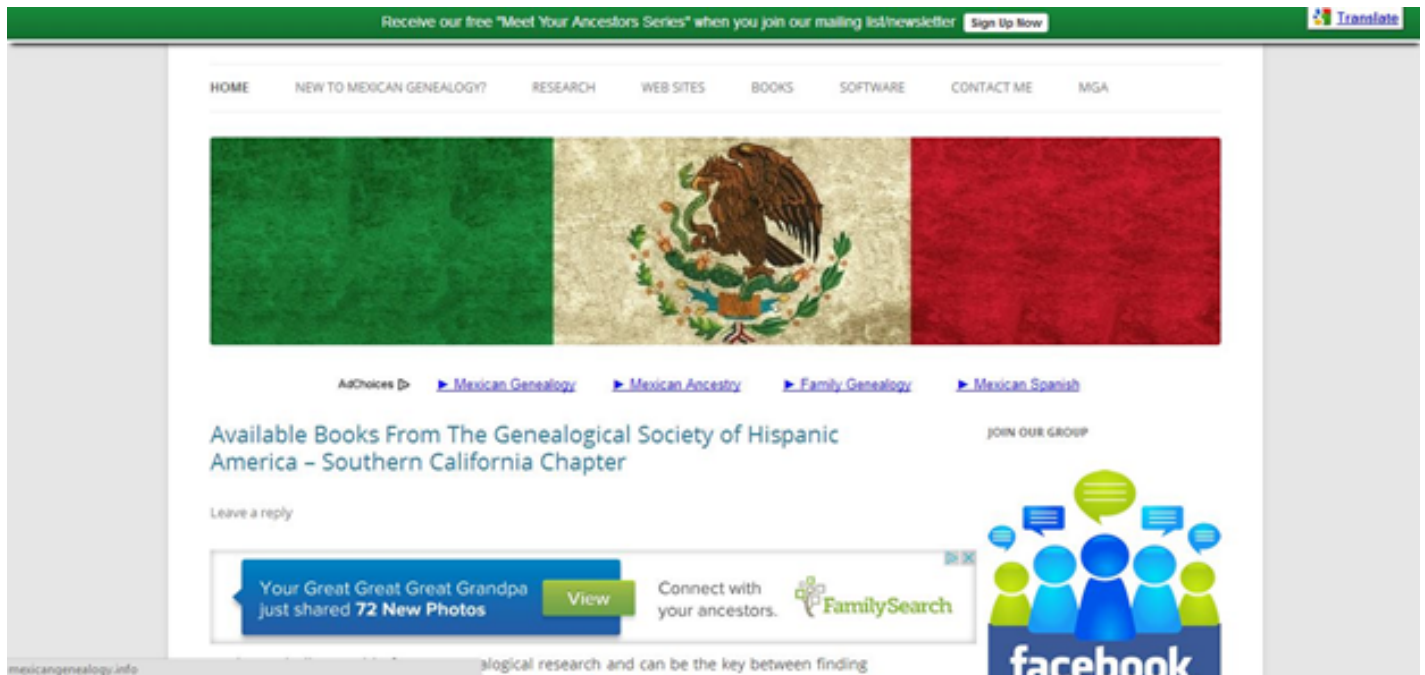 Receive our free "Meet Your Ancestors Series" when you join our mailing list/newsletter Sign Up Now
Translate
HOME NEW TO MEXICAN GENEALOGY? RESEARCH WEB SITES BOOKS SOFTWARE CONTACT ME MGA
AdChoices Mexican Genealogy Mexican Ancestry Family Genealogy Mexican Spanish
Available Books From The Genealogical Society of Hispanic
America – Southern California Chapter
JOIN OUR GROUP
Leave a reply
Your Great Great Great Grandpa
just shared 72 New Photos
View
Connect with
your ancestors.
FamilySearch
alogical research and can be the key between finding
facebook
mexicangenealogy.info